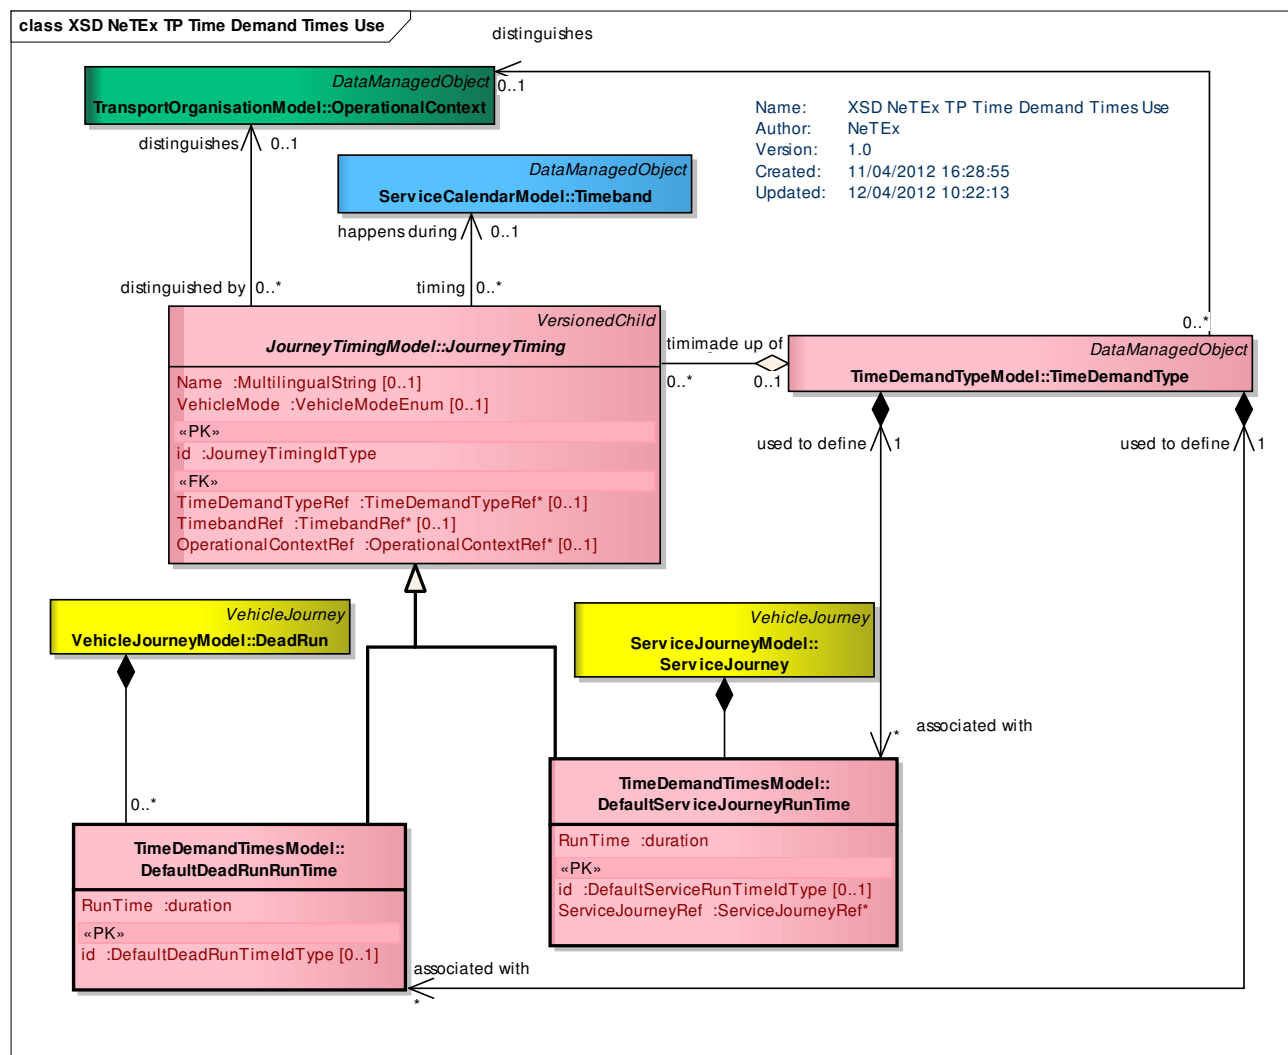 class XSD NeTEx TP Time Demand Times Use
distinguishes
DataManagedObject
TransportOrganisationModel::OperationalContext
0..1
distinguishes
0..1
Name: XSD NeTEx TP Time Demand Times Use
Author: NeTEx
Version: 1.0
Created: 11/04/2012 16:28:55
Updated: 12/04/2012 10:22:13
DataManagedObject
ServiceCalendarModel::Timeband
happens during
0..1
distinguished by
0..*
timing
0..*
VersionedChild
JourneyTimingModel::JourneyTiming
Name :MultilingualString [0..1]
VehicleMode :VehicleModeEnum [0..1]
«PK»
id :JourneyTimingIdType
«FK»
TimeDemandTypeRef :TimeDemandTypeRef* [0..1]
TimebandRef :TimebandRef* [0..1]
OperationalContextRef :OperationalContextRef* [0..1]
0..*
timimade up of
0..*
0..1
DataManagedObject
TimeDemandTypeModel::TimeDemandType
used to define
1
used to define
1
VehicleJourney
VehicleJourneyModel::DeadRun
VehicleJourney
ServiceJourneyModel::
ServiceJourney
associated with
*
0..*
TimeDemandTimesModel::
DefaultServiceJourneyRunTime
RunTime :duration
«PK»
id :DefaultServiceRunTimeIdType [0..1]
ServiceJourneyRef :ServiceJourneyRef*
TimeDemandTimesModel::
DefaultDeadRunRunTime
RunTime :duration
«PK»
id :DefaultDeadRunTimeIdType [0..1]
associated with
*